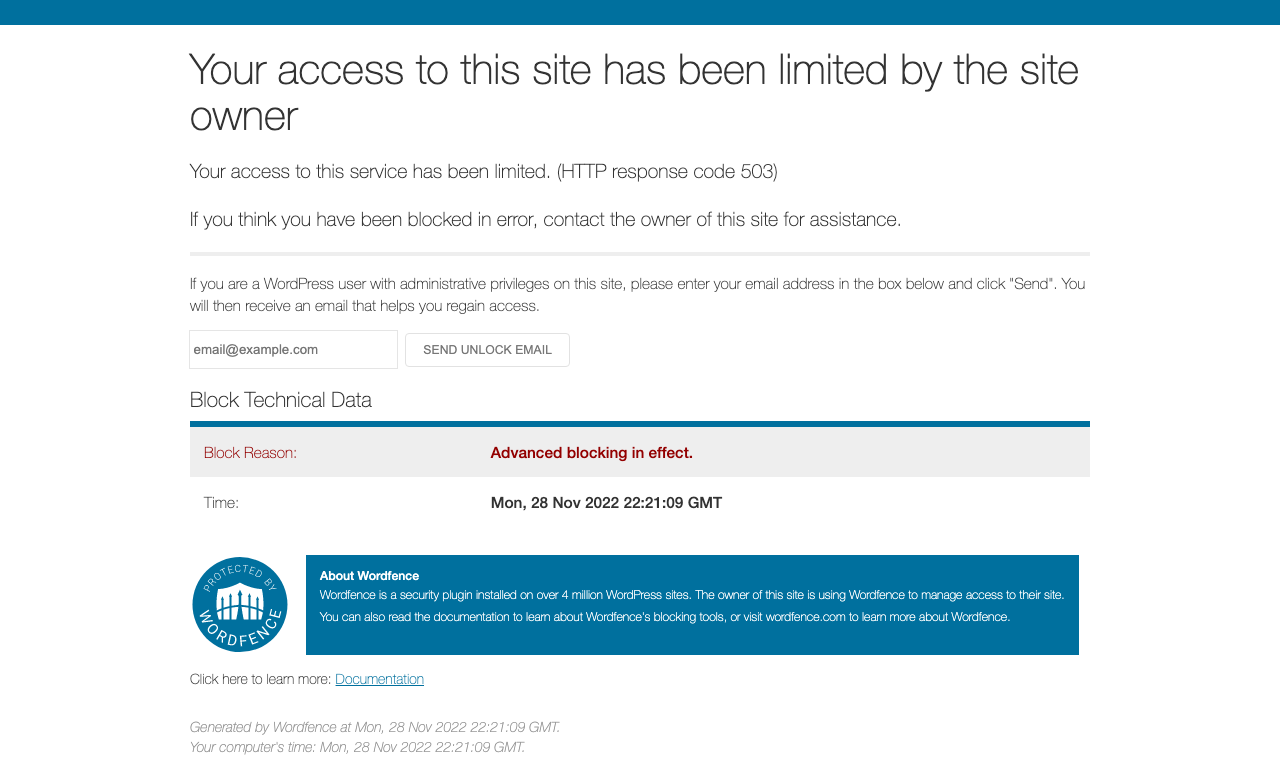 Your access to this site has been limited by the site
owner
Your access to this service has been limited. (HTTP response code 503)
If you think you have been blocked in error, contact the owner of this site for assistance.
If you are a WordPress user with administrative privileges on this site, please enter your email address in the box below and click "Send". You
will then receive an email that helps you regain access.
email@example.com SEND UNLOCK EMAIL
Block Technical Data
Block Reason: Advanced blocking in effect.
Time: Mon, 28 Nov 2022 22:21:09 GMT
PROTECTED BY
WORDFENCE
About Wordfence
Wordfence is a security plugin installed on over 4 million WordPress sites. The owner of this site is using Wordfence to manage access to their site.
You can also read the documentation to learn about Wordfence's blocking tools, or visit wordfence.com to learn more about Wordfence.
Click here to learn more: Documentation
Generated by Wordfence at Mon, 28 Nov 2022 22:21:09 GMT.
Your computer's time: Mon, 28 Nov 2022 22:21:09 GMT.